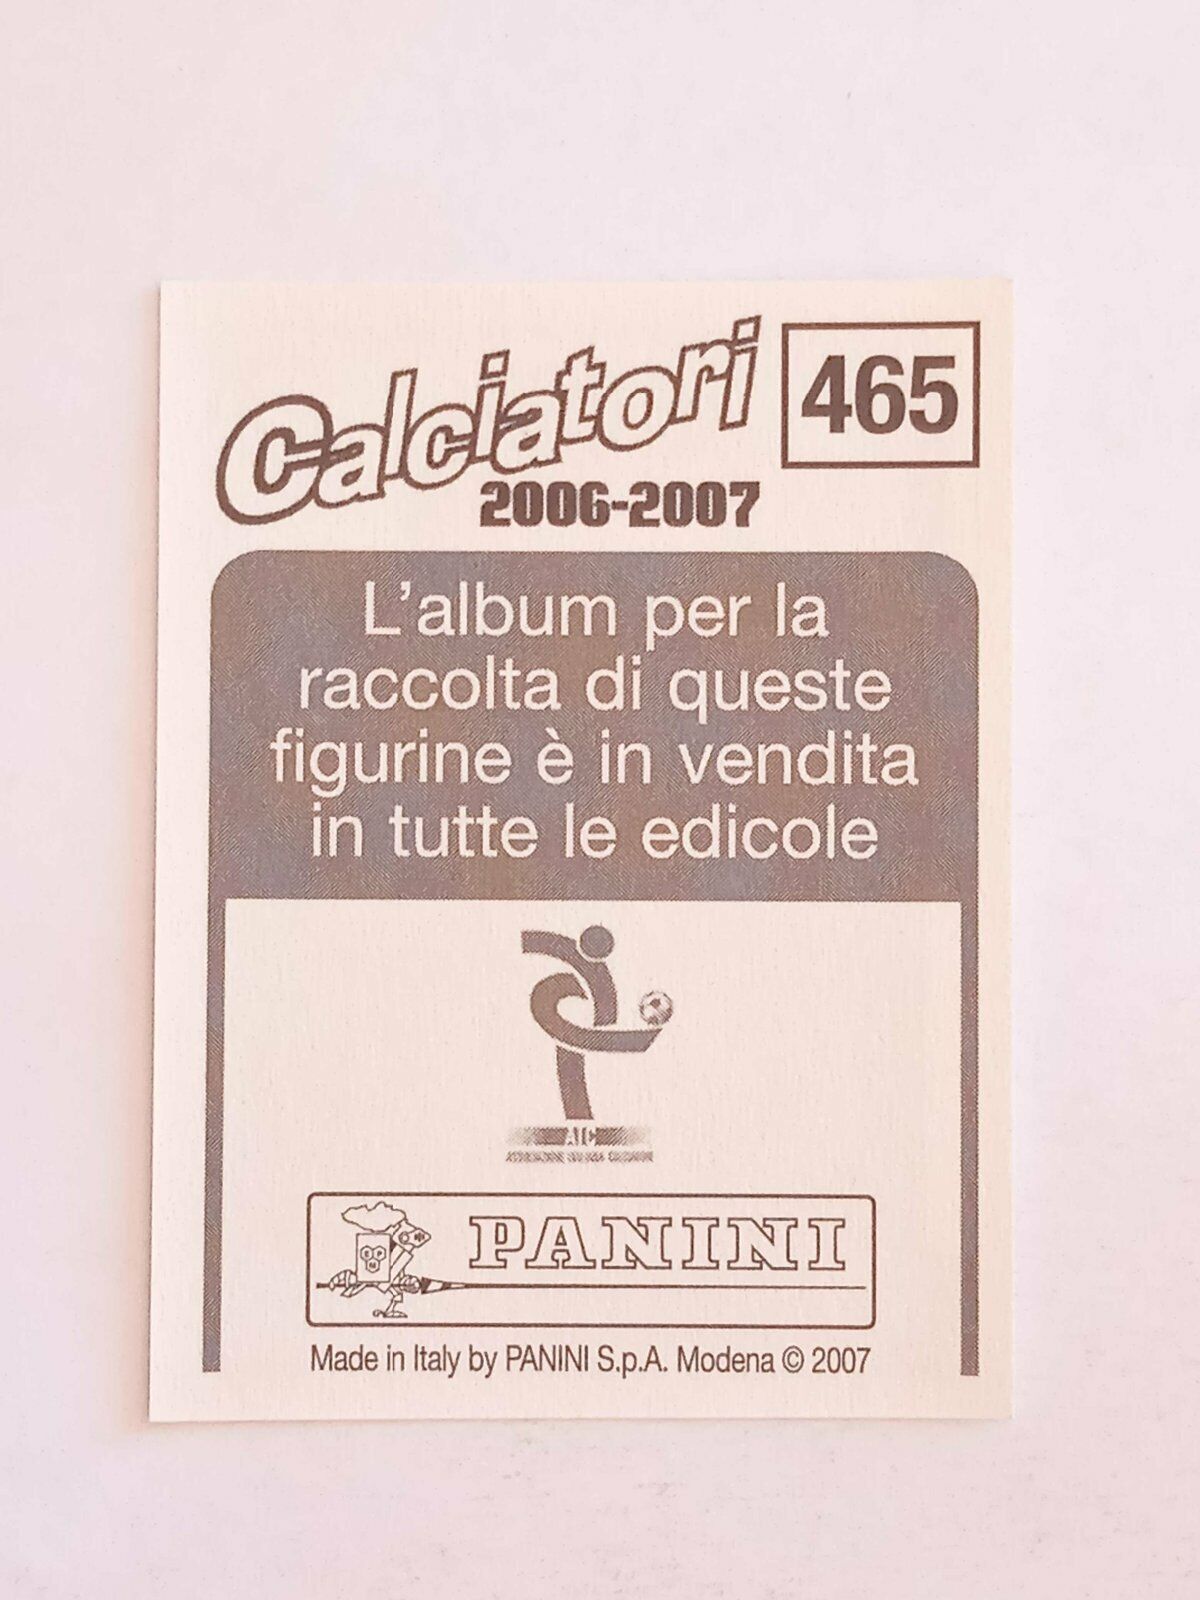 Calciatori
465
2006-2007
L'album per la
raccolta di queste
figurine è in vendita
in tutte le edicole
AIC
PANINI
Made in Italy by PANINI S.p.A. Modena © 2007